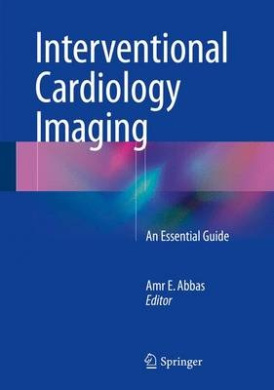 Interventional
Cardiology
Imaging
An Essential Guide
Amr E. Abbas
Editor
Springer